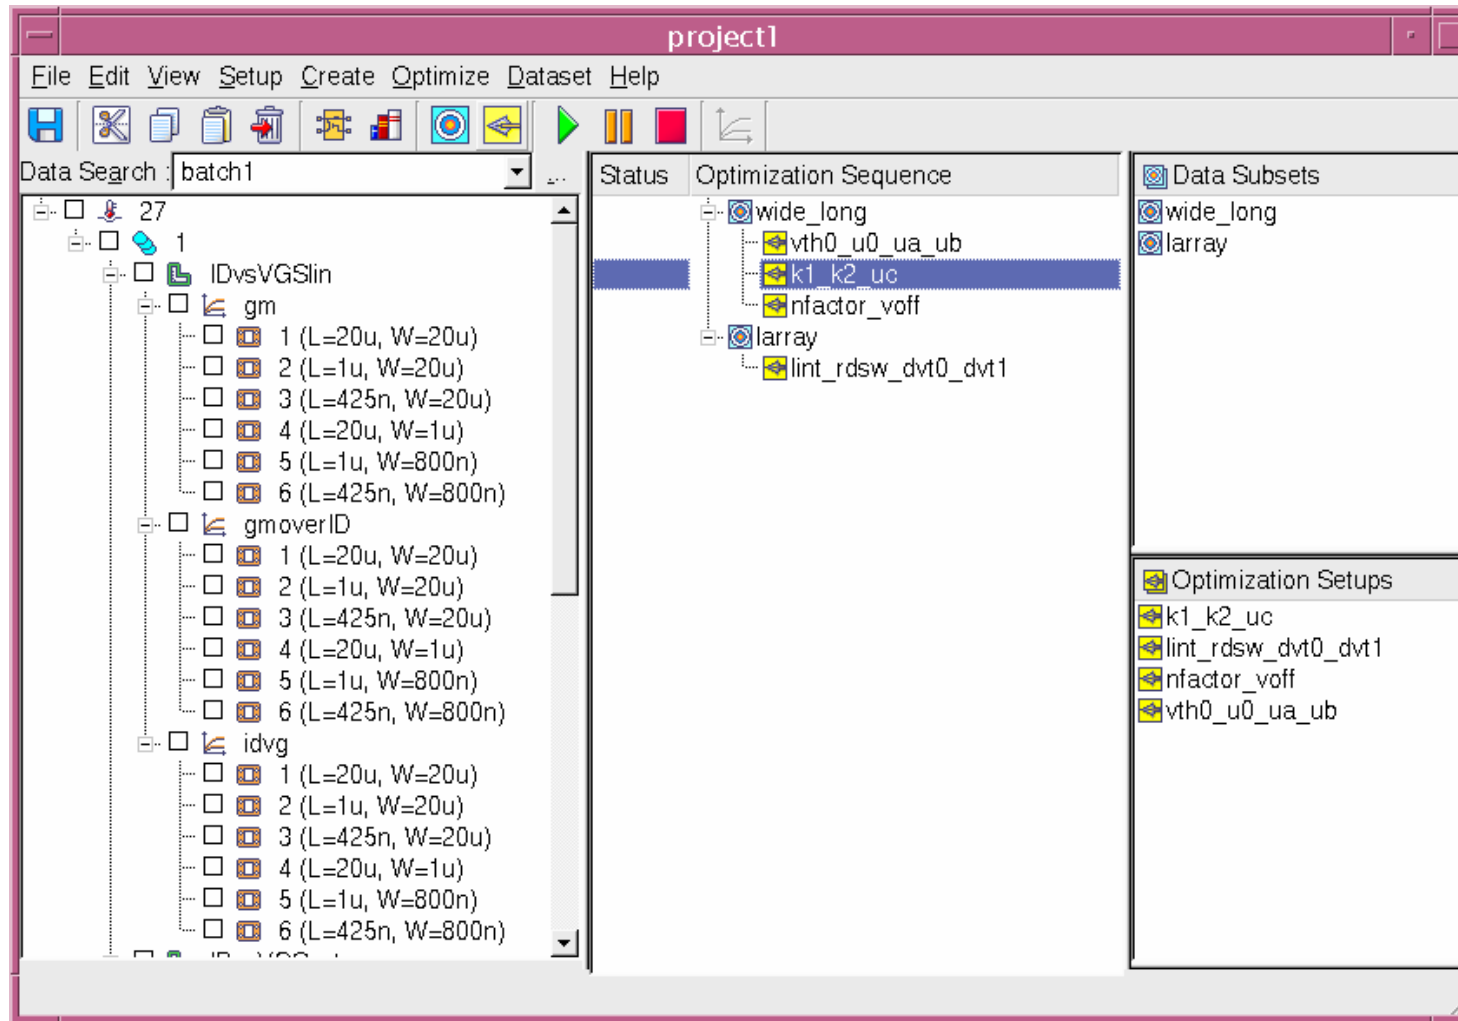 project1
File Edit View Setup Create Optimize Dataset Help
Data Search : batch1 ...
27
1
IDvsVGSlin
gm
1 (L=20u, W=20u)
2 (L=1u, W=20u)
3 (L=425n, W=20u)
4 (L=20u, W=1u)
5 (L=1u, W=800n)
6 (L=425n, W=800n)
gmoverID
1 (L=20u, W=20u)
2 (L=1u, W=20u)
3 (L=425n, W=20u)
4 (L=20u, W=1u)
5 (L=1u, W=800n)
6 (L=425n, W=800n)
idvg
1 (L=20u, W=20u)
2 (L=1u, W=20u)
3 (L=425n, W=20u)
4 (L=20u, W=1u)
5 (L=1u, W=800n)
6 (L=425n, W=800n)
Status Optimization Sequence
wide_long
vth0_u0_ua_ub
k1_k2_uc
nfactor_voff
larray
lint_rdsw_dvt0_dvt1
Data Subsets
wide_long
larray
Optimization Setups
k1_k2_uc
lint_rdsw_dvt0_dvt1
nfactor_voff
vth0_u0_ua_ub